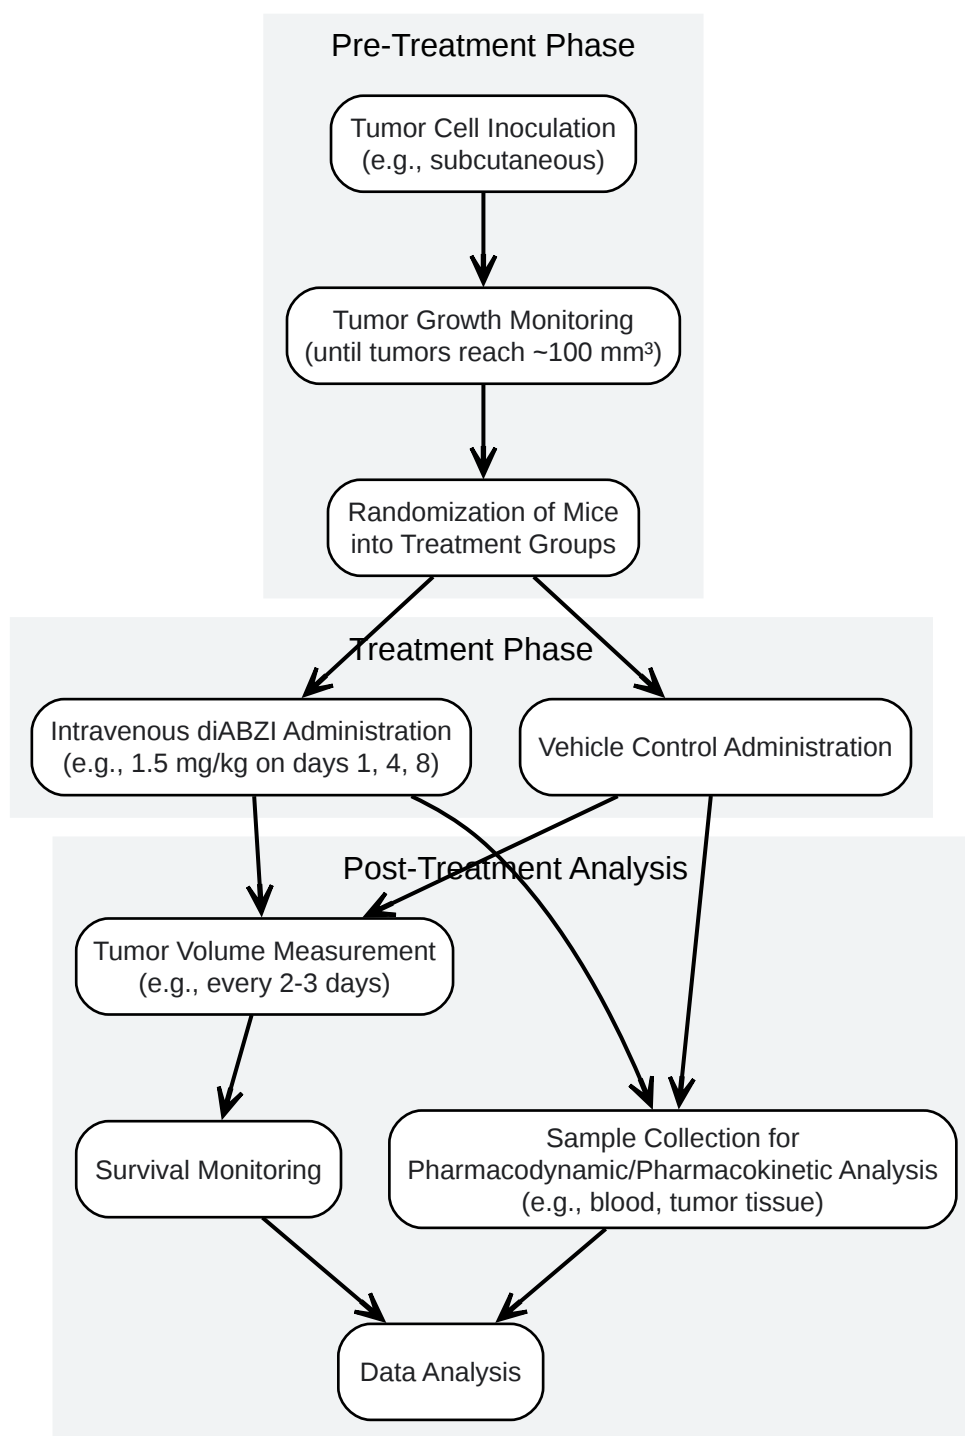 Pre-Treatment Phase
Tumor Cell Inoculation
(e.g., subcutaneous)
Tumor Growth Monitoring
(until tumors reach ~100 mm³)
Randomization of Mice
into Treatment Groups
Treatment Phase
Intravenous diABZI Administration
(e.g., 1.5 mg/kg on days 1, 4, 8)
Vehicle Control Administration
Post-Treatment Analysis
Tumor Volume Measurement
(e.g., every 2-3 days)
Survival Monitoring
Sample Collection for
Pharmacodynamic/Pharmacokinetic Analysis
(e.g., blood, tumor tissue)
Data Analysis